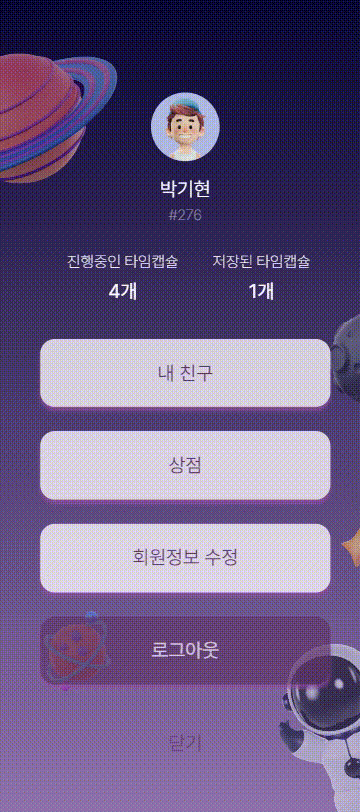 박기현
#276
진행중인 타임캡슐 저장된 타임캡슐
4개 1개
내 친구
상점
회원정보 수정
로그아웃
닫기